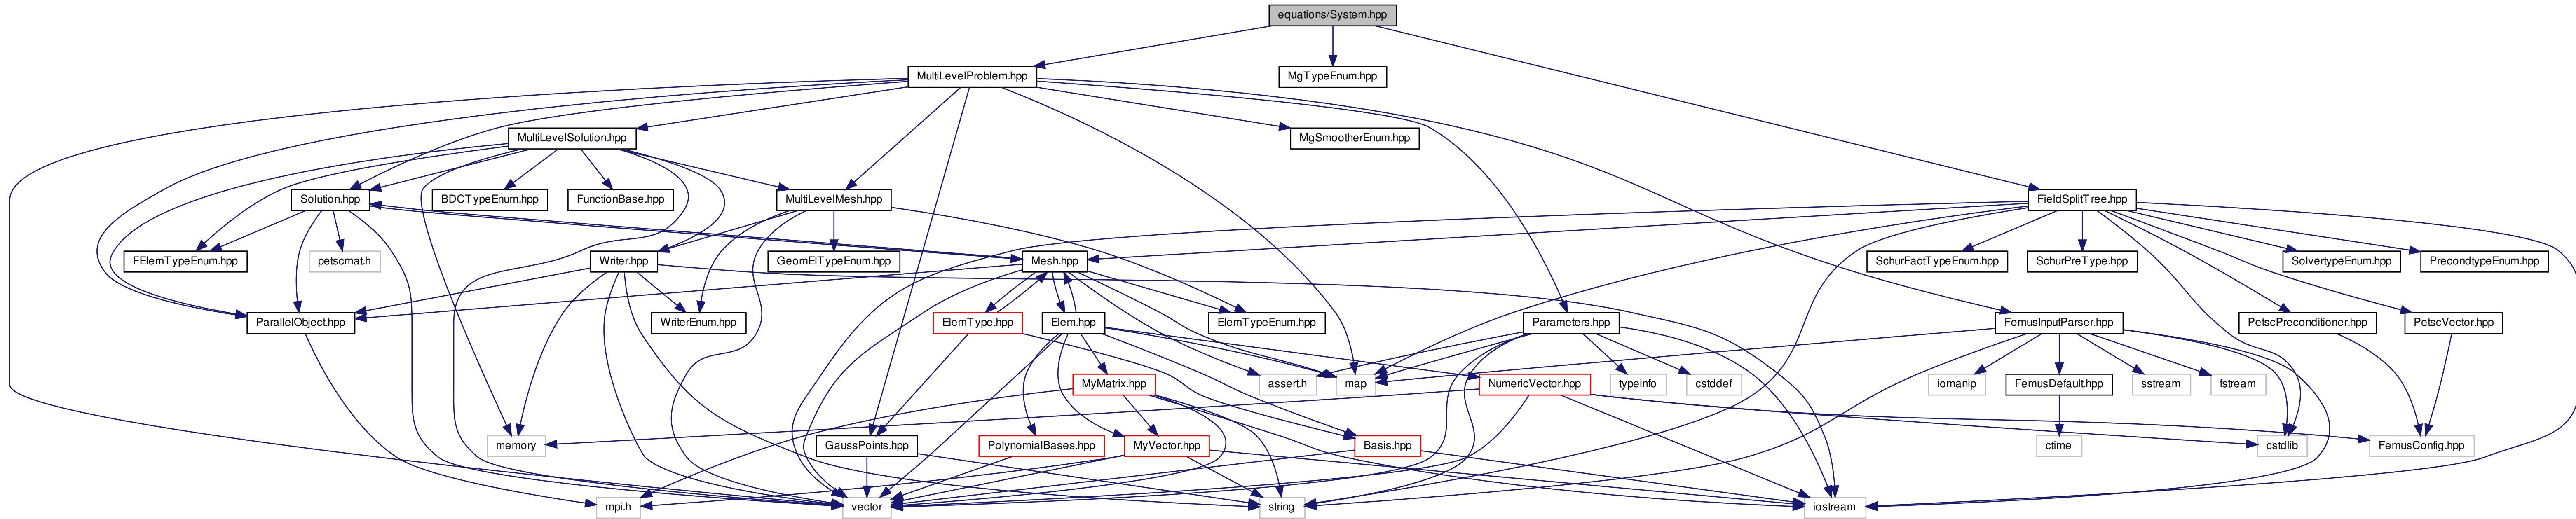 equations/System.hpp
MultiLevelProblem.hpp
MgTypeEnum.hpp
MultiLevelSolution.hpp
MgSmootherEnum.hpp
Solution.hpp
BDCTypeEnum.hpp
FunctionBase.hpp
MultiLevelMesh.hpp
FieldSplitTree.hpp
FElemTypeEnum.hpp
petscmat.h
Writer.hpp
GeomElTypeEnum.hpp
Mesh.hpp
SchurFactTypeEnum.hpp
SchurPreType.hpp
SolvertypeEnum.hpp
PrecondtypeEnum.hpp
ParallelObject.hpp
WriterEnum.hpp
ElemType.hpp
Elem.hpp
ElemTypeEnum.hpp
Parameters.hpp
FemusInputParser.hpp
PetscPreconditioner.hpp
PetscVector.hpp
MyMatrix.hpp
assert.h
map
NumericVector.hpp
typeinfo
cstddef
iomanip
FemusDefault.hpp
sstream
fstream
memory
GaussPoints.hpp
PolynomialBases.hpp
MyVector.hpp
Basis.hpp
ctime
cstdlib
FemusConfig.hpp
mpi.h
vector
string
iostream